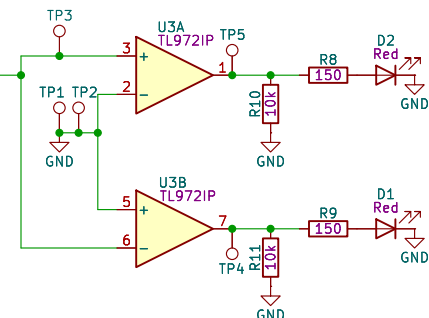 TP3
U3A
TL972IP
TP5
D2
Red
3
+
1
R8
150
2
−
TP1
TP2
R10
10k
GND
GND
GND
U3B
TL972IP
D1
Red
5
+
7
R9
150
6
−
TP4
R11
10k
GND
GND